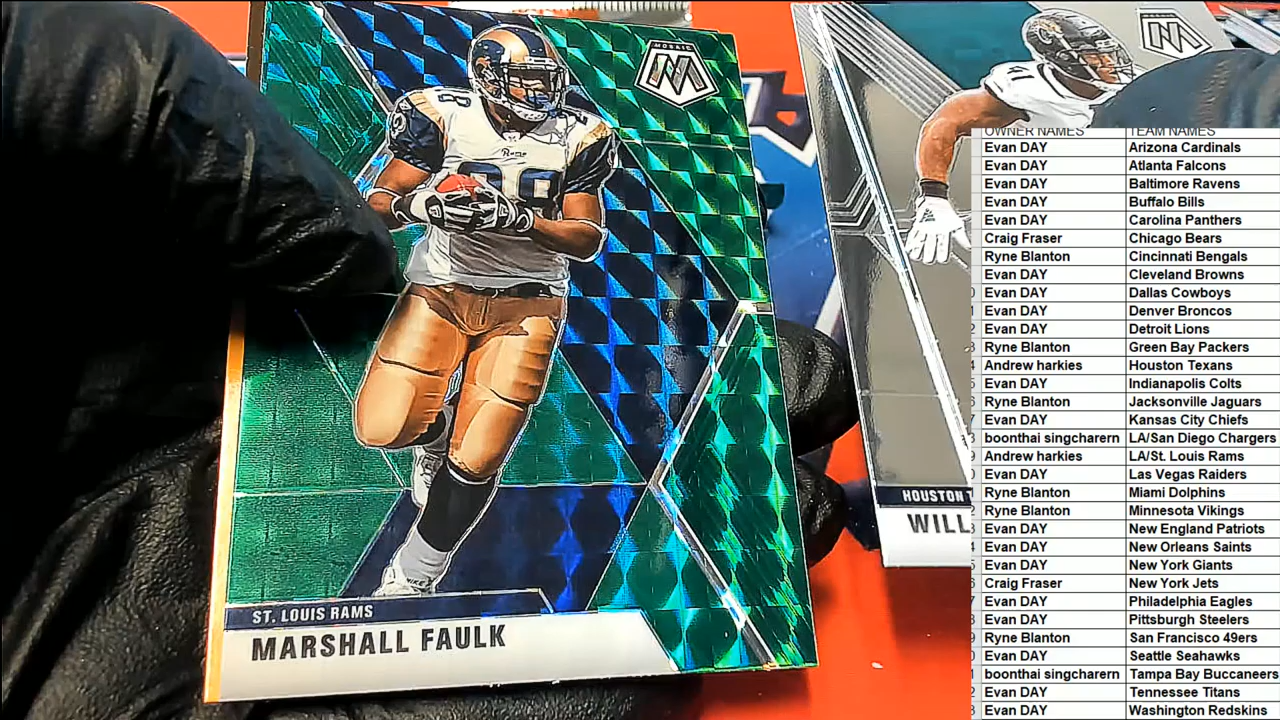 MOSAIC
28
Rams
28
NIKE
ST. LOUIS RAMS
MARSHALL FAULK
MOSAIC
41
HOUSTON
WILL
OWNER NAMES TEAM NAMES
Evan DAY Arizona Cardinals
Evan DAY Atlanta Falcons
Evan DAY Baltimore Ravens
Evan DAY Buffalo Bills
Evan DAY Carolina Panthers
Craig Fraser Chicago Bears
Ryne Blanton Cincinnati Bengals
Evan DAY Cleveland Browns
Evan DAY Dallas Cowboys
Evan DAY Denver Broncos
Evan DAY Detroit Lions
Ryne Blanton Green Bay Packers
Andrew harkies Houston Texans
Evan DAY Indianapolis Colts
Ryne Blanton Jacksonville Jaguars
Evan DAY Kansas City Chiefs
boonthai singcharern LA/San Diego Chargers
Andrew harkies LA/St. Louis Rams
Evan DAY Las Vegas Raiders
Ryne Blanton Miami Dolphins
Ryne Blanton Minnesota Vikings
Evan DAY New England Patriots
Evan DAY New Orleans Saints
Evan DAY New York Giants
Craig Fraser New York Jets
Evan DAY Philadelphia Eagles
Evan DAY Pittsburgh Steelers
Ryne Blanton San Francisco 49ers
Evan DAY Seattle Seahawks
boonthai singcharern Tampa Bay Buccaneers
Evan DAY Tennessee Titans
Evan DAY Washington Redskins